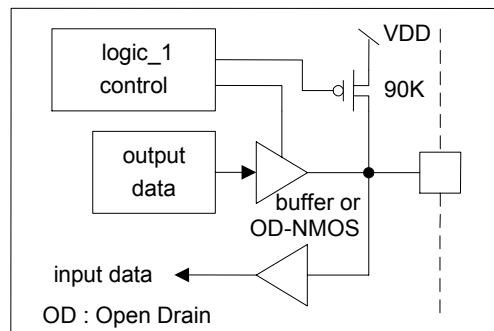 logic_1
control
VDD
90K
output
data
buffer or
OD-NMOS
input data
OD : Open Drain